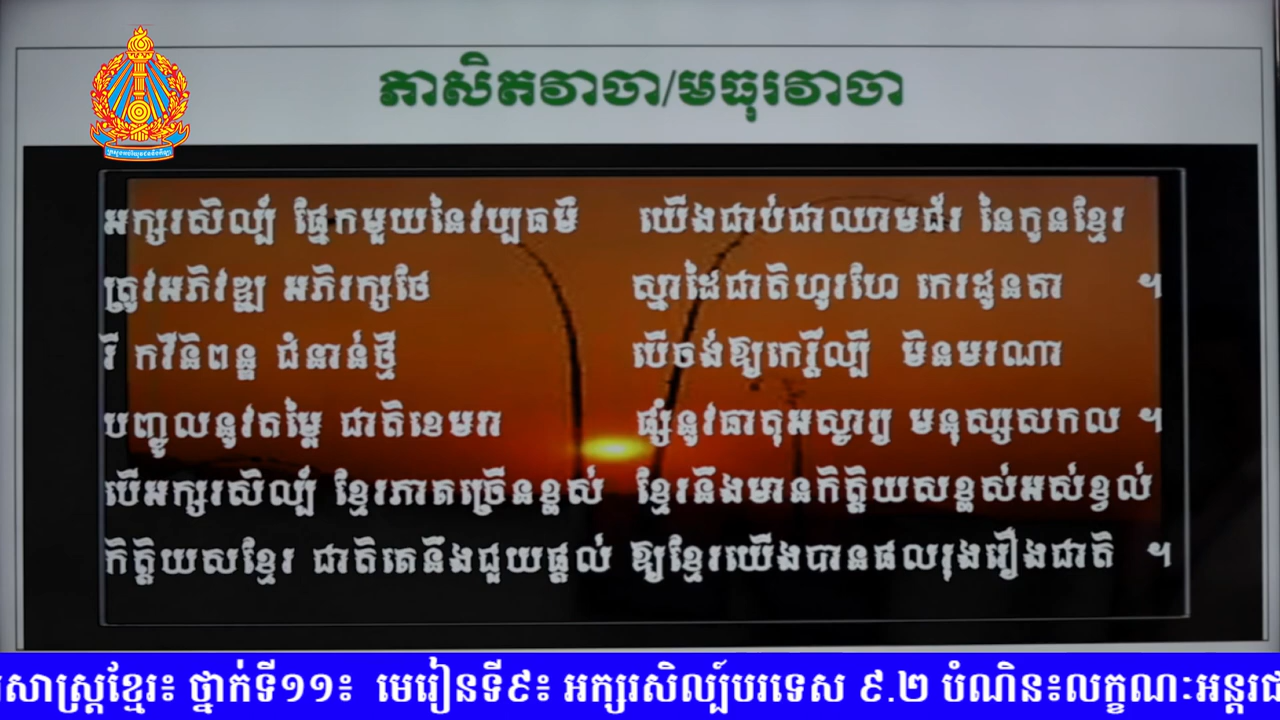 ភាសិតវាចា/មធុរវាចា
អក្សរសិល្ប៍ ផ្នែកមួយនៃវប្បធម៌ យើងជាប់ជាឈាមជ័រ នៃកូនខ្មែរ
ត្រូវអភិវឌ្ឍ អភិរក្សថែ ស្នាដៃជាតិហូរហែ កេរដូនតា ។
រី កវីនិពន្ធ ជំនាន់ថ្មី បើចង់ឱ្យកេរ្តិ៍ល្បី មិនមរណា
បញ្ចូលនូវតម្លៃ ជាតិខេមរា ផ្សំនូវធាតុអស្ចារ្យ មនុស្សសកល ។
បើអក្សរសិល្ប៍ ខ្មែរភាតច្រើនខ្ពស់ ខ្មែរនឹងមានកិត្តិយសខ្ពស់អស់ខ្វល់
កិត្តិយសខ្មែរ ជាតិគេនឹងជួយផ្តល់ ឱ្យខ្មែរយើងបានផលរុងរឿងជាតិ ។
សាស្ត្រខ្មែរ៖ ថ្នាក់ទី១១៖ មេរៀនទី៩៖ អក្សរសិល្ប៍បរទេស ៩.២ បំណិន៖លក្ខណៈអន្តរជ